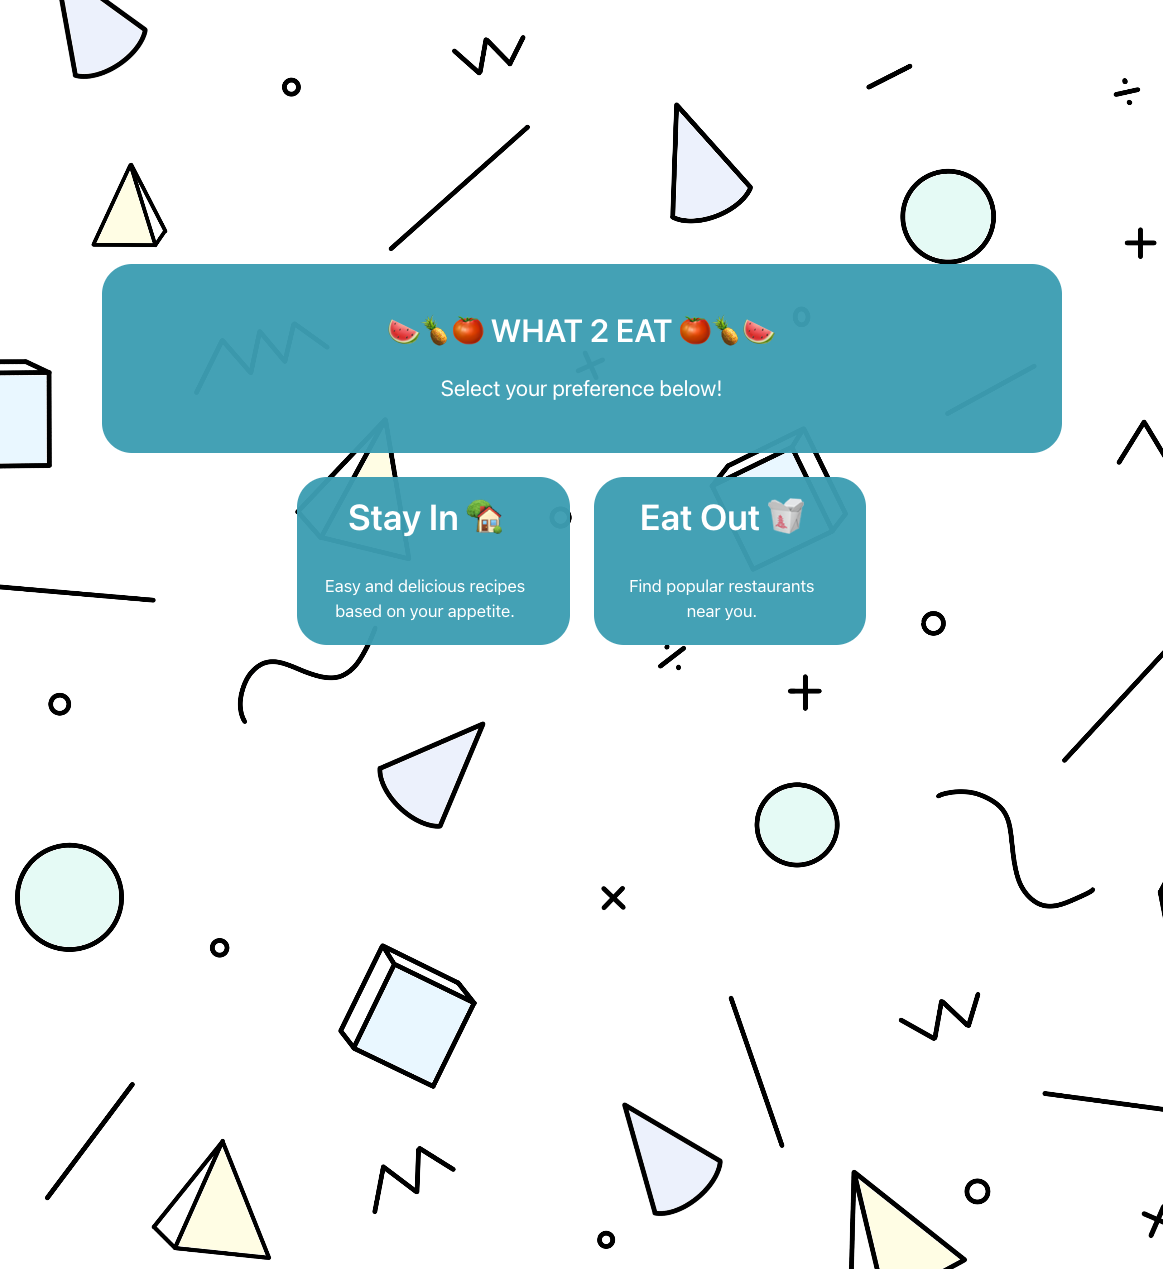 🍉🍍🍅 WHAT 2 EAT 🍅🍍🍉
Select your preference below!
Stay In 🏡
Easy and delicious recipes
based on your appetite.
Eat Out 🥡
Find popular restaurants
near you.